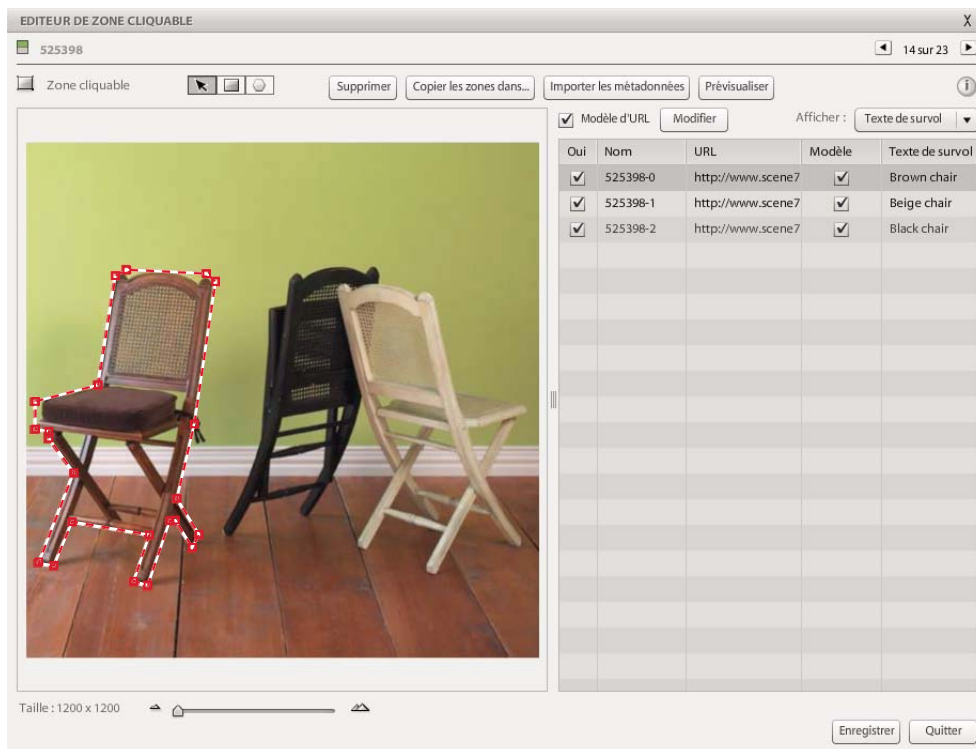 EDITEUR DE ZONE CLIQUABLE X
525398 14 sur 23
Zone cliquable Supprimer Copier les zones dans... Importer les métadonnées Prévisualiser i
Modèle d'URL Modifier Afficher : Texte de survol
Oui Nom URL Modèle Texte de survol
525398-0 http://www.scene7 Brown chair
525398-1 http://www.scene7 Beige chair
525398-2 http://www.scene7 Black chair
Taille : 1200 x 1200
Enregistrer Quitter